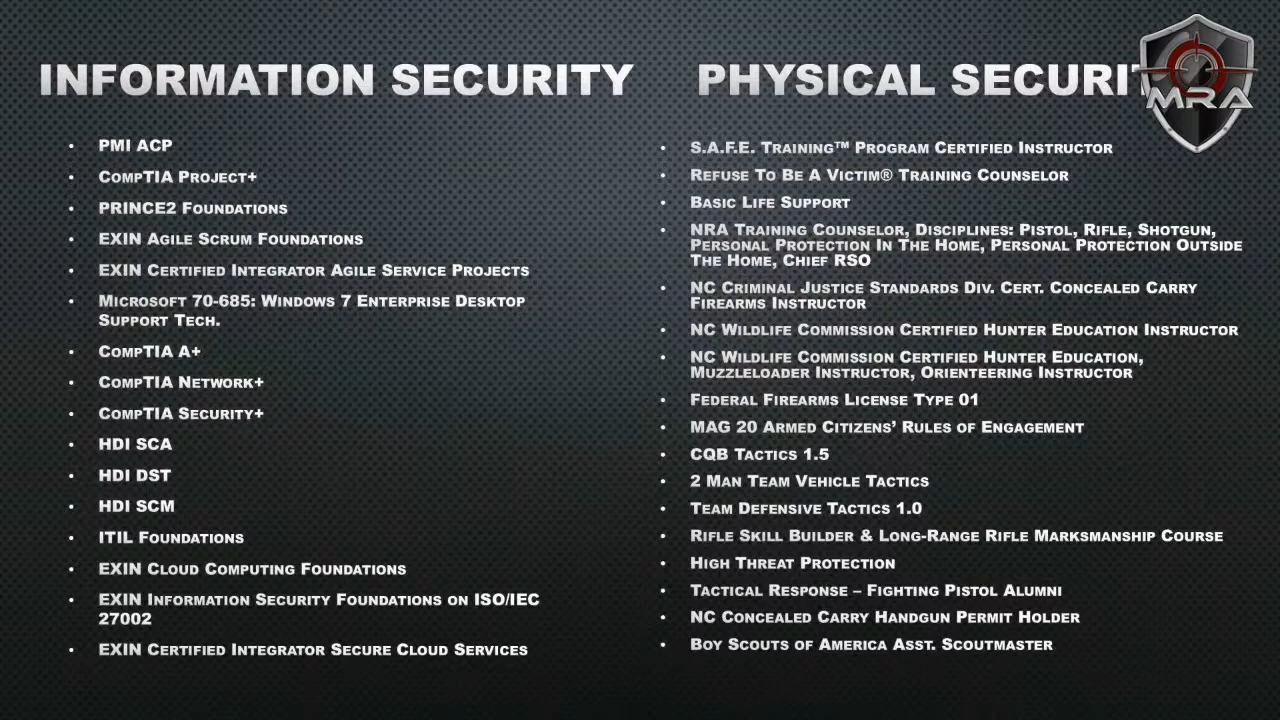 INFORMATION SECURITY
PMI ACP
CompTIA Project+
PRINCE2 Foundations
EXIN Agile Scrum Foundations
EXIN Certified Integrator Agile Service Projects
Microsoft 70-685: Windows 7 Enterprise Desktop
Support Tech.
CompTIA A+
CompTIA Network+
CompTIA Security+
HDI SCA
HDI DST
HDI SCM
ITIL Foundations
EXIN Cloud Computing Foundations
EXIN Information Security Foundations on ISO/IEC
27002
EXIN Certified Integrator Secure Cloud Services
PHYSICAL SECURIT
MRA
S.A.F.E. Training™ Program Certified Instructor
Refuse To Be A Victim® Training Counselor
Basic Life Support
NRA Training Counselor, Disciplines: Pistol, Rifle, Shotgun,
Personal Protection In The Home, Personal Protection Outside
The Home, Chief RSO
NC Criminal Justice Standards Div. Cert. Concealed Carry
Firearms Instructor
NC Wildlife Commission Certified Hunter Education Instructor
NC Wildlife Commission Certified Hunter Education,
Muzzleloader Instructor, Orienteering Instructor
Federal Firearms License Type 01
MAG 20 Armed Citizens’ Rules of Engagement
CQB Tactics 1.5
2 Man Team Vehicle Tactics
Team Defensive Tactics 1.0
Rifle Skill Builder & Long-Range Rifle Marksmanship Course
High Threat Protection
Tactical Response – Fighting Pistol Alumni
NC Concealed Carry Handgun Permit Holder
Boy Scouts of America Asst. Scoutmaster